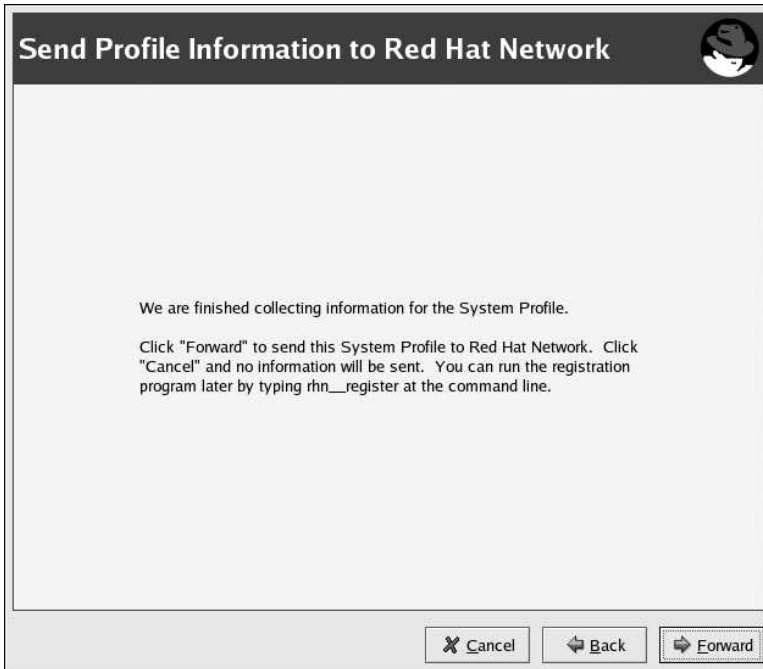 Send Profile Information to Red Hat Network
We are finished collecting information for the System Profile.
Click "Forward" to send this System Profile to Red Hat Network. Click
"Cancel" and no information will be sent. You can run the registration
program later by typing rhn__register at the command line.
Cancel
Back
Forward